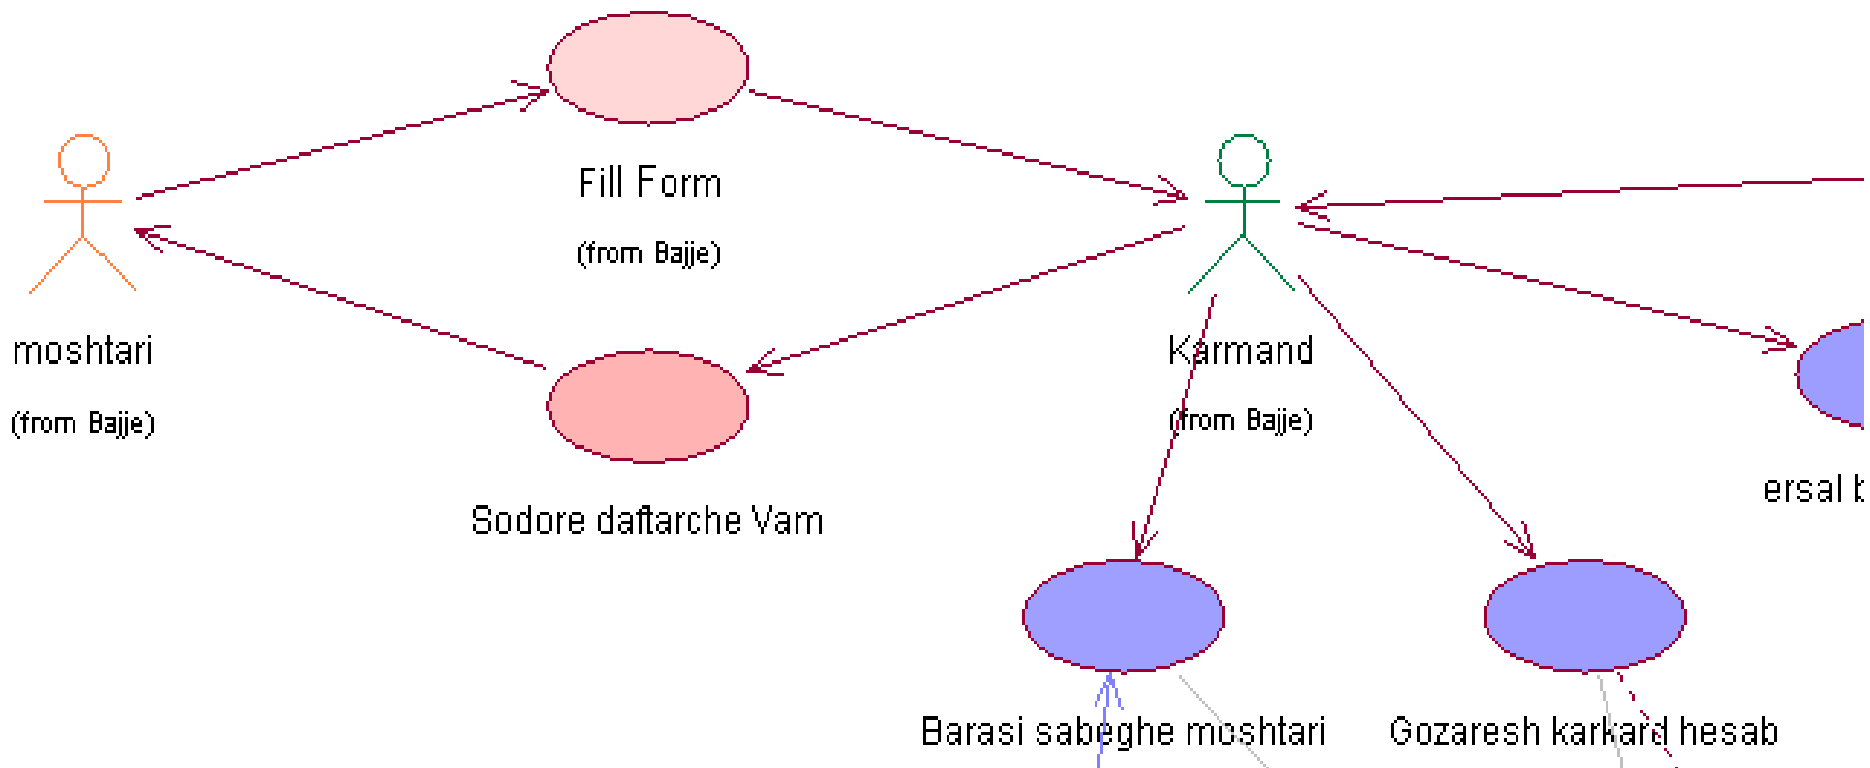 Fill Form
(from Bajje)
moshtari
(from Bajje)
Karmand
(from Bajje)
Sodore daftarche Vam
ersal
Barasi sabeghe moshtari
Gozaresh karkard hesab